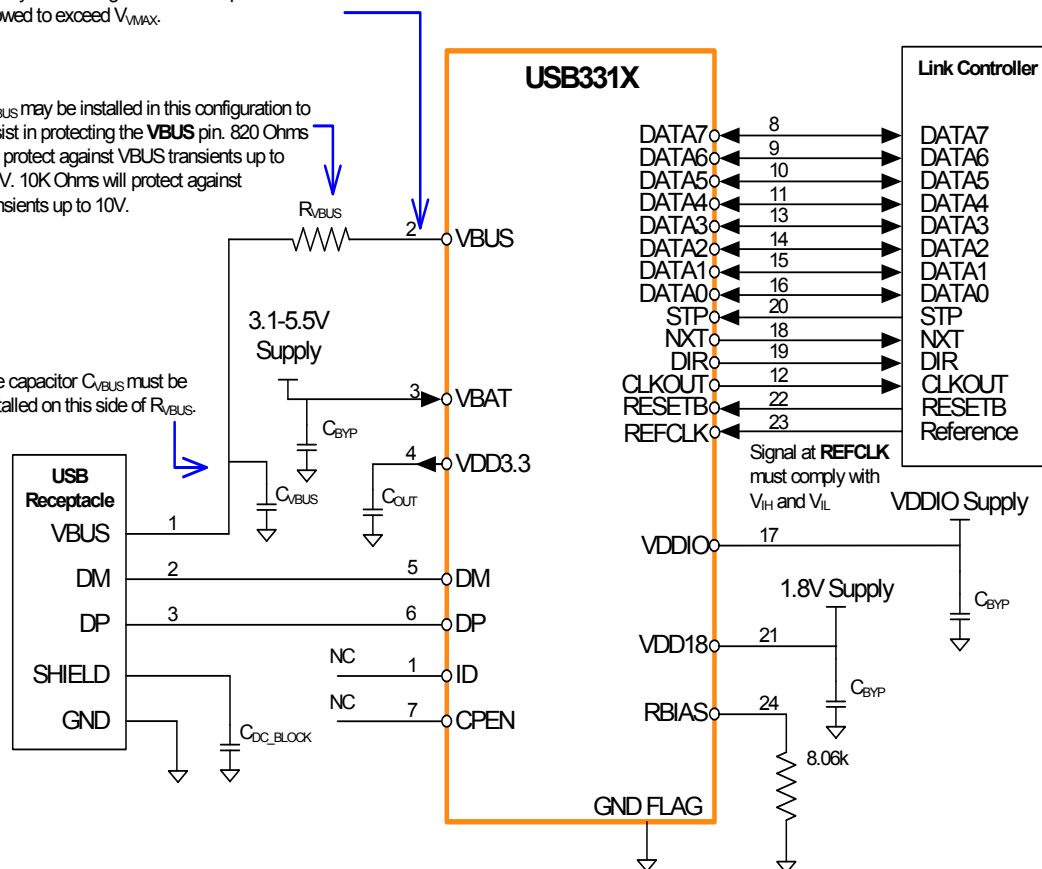 owed to exceed VVMAX.
may be installed in this configuration to
in protecting the VBUS pin. 820 Ohms
protect against VBUS transients up to
V. 10K Ohms will protect against
up to 10V.
RVBUS
2
VBUS
3.1-5.5V
Supply
capacitor CVBUS must be
on this side of RVBUS.
3
VBAT
CBYP
4
VDD3.3
COUT
CVBUS
USB
Receptacle
VBUS
1
DM
2
5
DM
DP
3
6
DP
SHIELD
NC
1
ID
GND
NC
7
CPEN
CDC_BLOCK
USB331X
Link Controller
DATA7
8
DATA7
DATA6
9
DATA6
DATA5
10
DATA5
DATA4
11
DATA4
DATA3
13
DATA3
DATA2
14
DATA2
DATA1
15
DATA1
DATA0
16
DATA0
STP
20
STP
NXT
18
NXT
DIR
19
DIR
CLKOUT
12
CLKOUT
RESETB
22
RESETB
REFCLK
23
Reference
Signal at REFCLK
must comply with
VIH and VIL
VDDIO Supply
VDDIO
17
CBYP
1.8V Supply
VDD18
21
CBYP
RBIAS
24
8.06k
GND FLAG